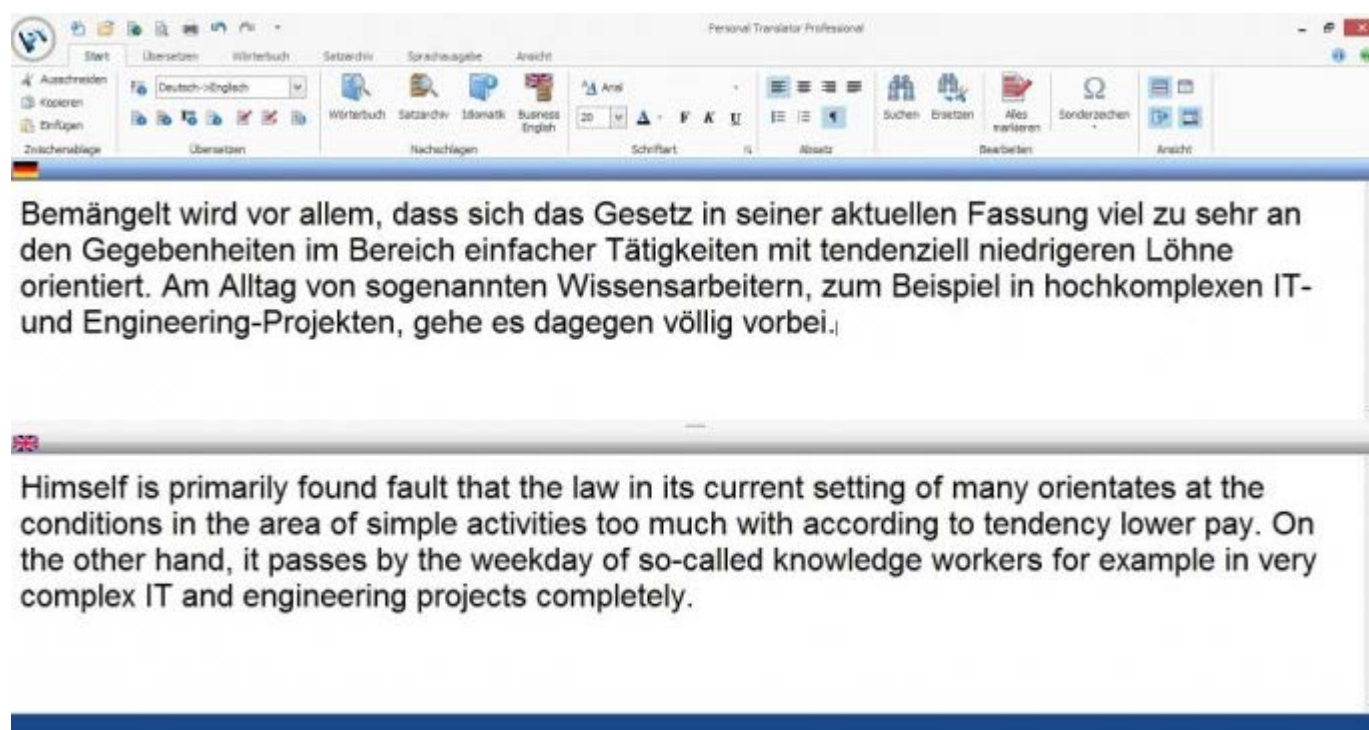 Personal Translator Professional
Start Übersetzen Wörterbuch Satzarchiv Sprachausgabe Ansicht
Ausschneiden Deutsch->Englisch Arial
Kopieren
Einfügen Wörterbuch Satzarchiv Idiomatik Business English 20 A F K U Suchen Ersetzen Alles markieren Sonderzeichen
Zwischenablage Übersetzen Nachschlagen Schriftart Absatz Bearbeiten Ansicht
Bemängelt wird vor allem, dass sich das Gesetz in seiner aktuellen Fassung viel zu sehr an
den Gegebenheiten im Bereich einfacher Tätigkeiten mit tendenziell niedrigeren Löhne
orientiert. Am Alltag von sogenannten Wissensarbeitern, zum Beispiel in hochkomplexen IT-
und Engineering-Projekten, gehe es dagegen völlig vorbei.
Himself is primarily found fault that the law in its current setting of many orientates at the
conditions in the area of simple activities too much with according to tendency lower pay. On
the other hand, it passes by the weekday of so-called knowledge workers for example in very
complex IT and engineering projects completely.